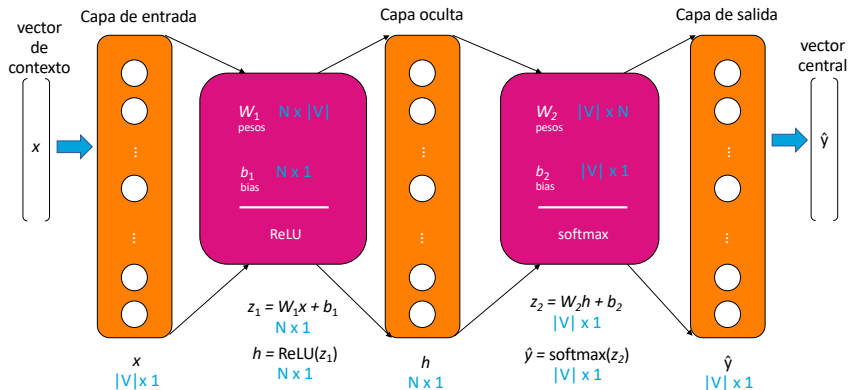 Capa de entrada
Capa oculta
Capa de salida
vector
de
contexto
x
W1 N x |V|
pesos
...
b1 N x 1
bias
...
ReLU
...
W2 |V| x N
pesos
b2 |V| x 1
bias
softmax
...
...
...
vector
central
ŷ
z1 = W1x + b1
N x 1
h = ReLU(z1)
N x 1
z2 = W2h + b2
|V| x 1
ŷ = softmax(z2)
|V| x 1
x
|V| x 1
h
N x 1
ŷ
|V| x 1